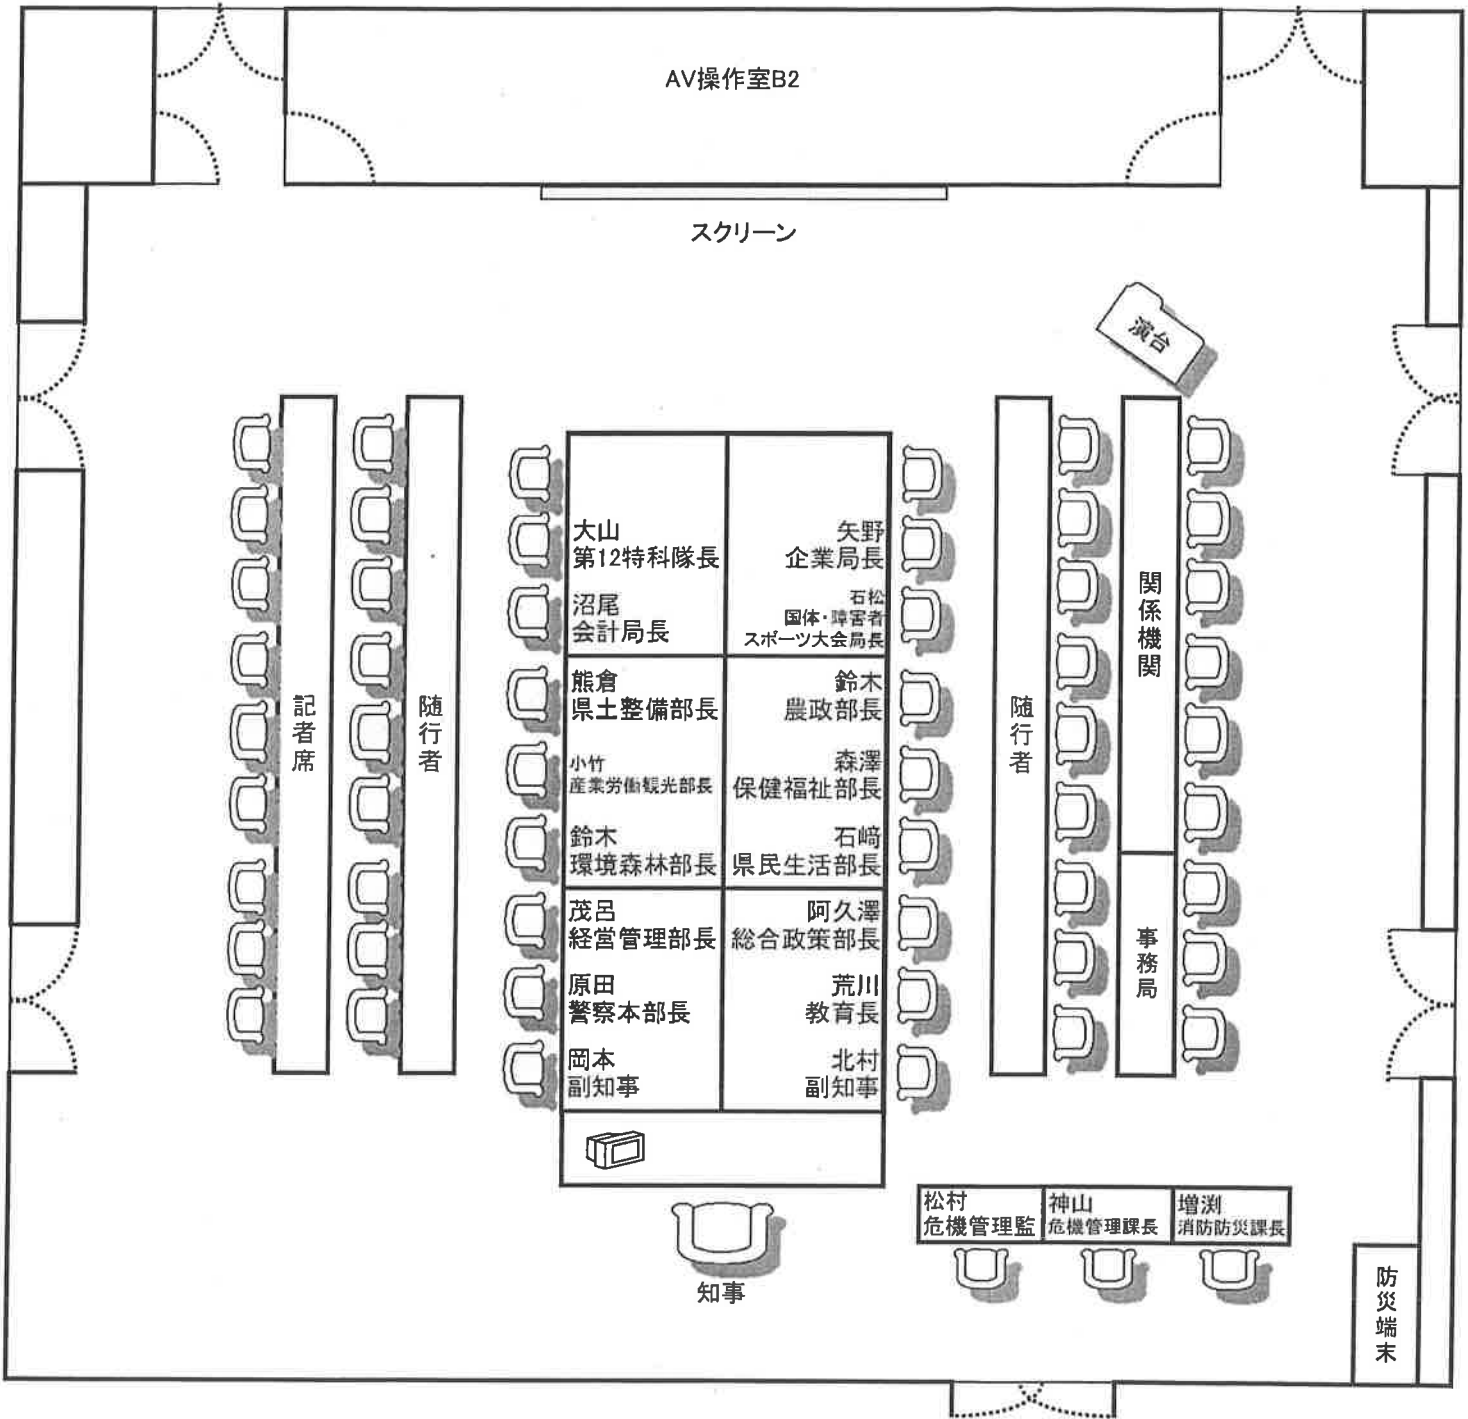 AV操作室B2
スクリーン
演台
大山
第12特科隊長
矢野
企業局長
沼尾
会計局長
石松
国体・障害者
スポーツ大会局長
熊倉
県土整備部長
鈴木
農政部長
小竹
産業労働観光部長
森澤
保健福祉部長
鈴木
環境森林部長
石﨑
県民生活部長
茂呂
経営管理部長
阿久澤
総合政策部長
原田
警察本部長
荒川
教育長
岡本
副知事
北村
副知事
記者席
随行者
随行者
関係機関
事務局
知事
松村
危機管理監
神山
危機管理課長
増渕
消防防災課長
防災端末